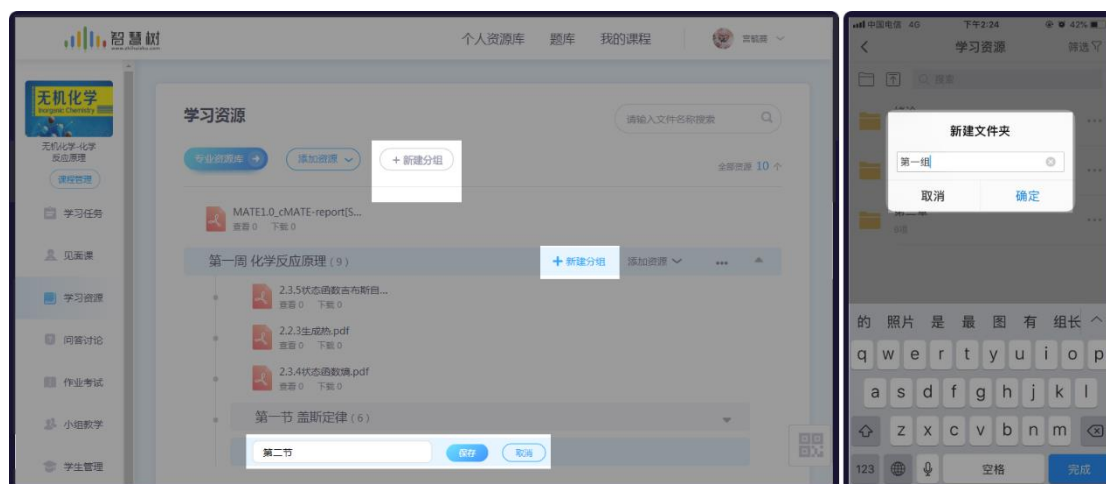 智慧树
www.zhihuishu.com
个人资源库 题库 我的课程
无机化学
Inorganic Chemistry
无机化学-化学
反应原理
课程管理
学习任务
见面课
学习资源
问答讨论
作业考试
小组教学
学生管理
学习资源
请输入文件名称搜索
专业资源库
添加资源
+ 新建分组
全部资源 10 个
MATE1.0_cMATE-report[S...
查看 0 下载 0
第一周 化学反应原理 ( 9 )
+ 新建分组 添加资源 •••
2.3.5状态函数吉布斯自...
查看 0 下载 0
2.2.3生成热.pdf
查看 0 下载 0
2.3.4状态函数熵.pdf
查看 0 下载 0
第一节 盖斯定律 ( 6 )
第二节 保存 取消
中国电信 4G 下午2:24 42%
学习资源 筛选
搜索
新建文件夹
第一组
取消 确定
的 照片 是 最 图 有 组长
q w e r t y u i o p
a s d f g h j k l
z x c v b n m
123 空格 完成